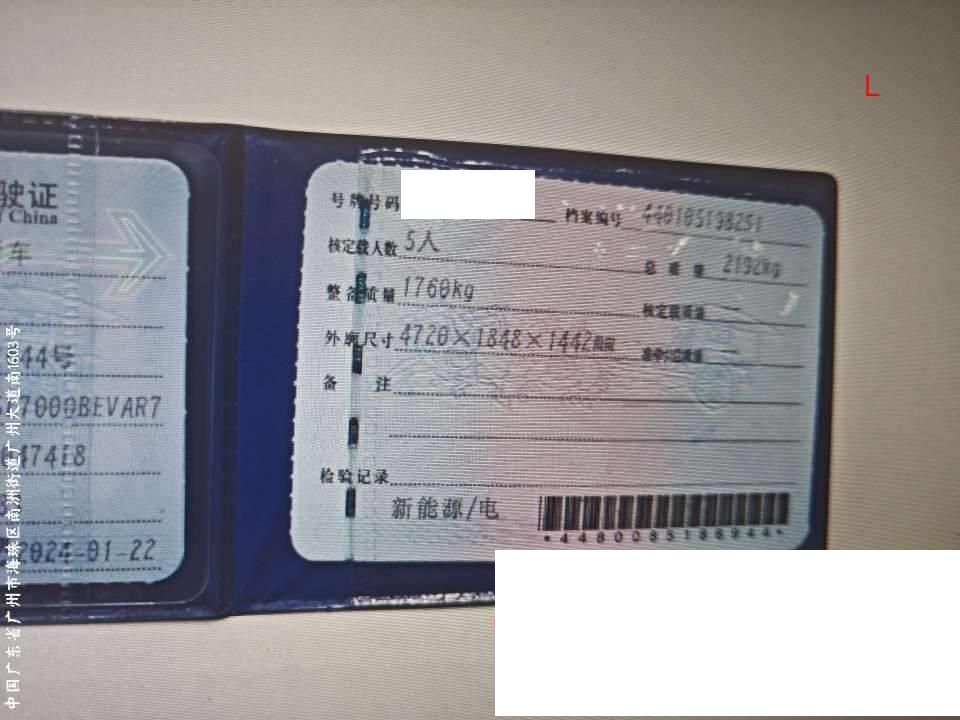 L
驶证
China
车
44号
7000BEVAR7
2024-01-22
号牌号码
档案编号 440105198251
核定载人数 5人
总质量 2192kg
整备质量 1760kg
核定载质量 --
外廓尺寸 4720×1848×1442mm
准牵引总质量 --
备注
检验记录
新能源/电
*4480085188944*
中国广东省广州市海珠区南洲街道广州大道南1603号